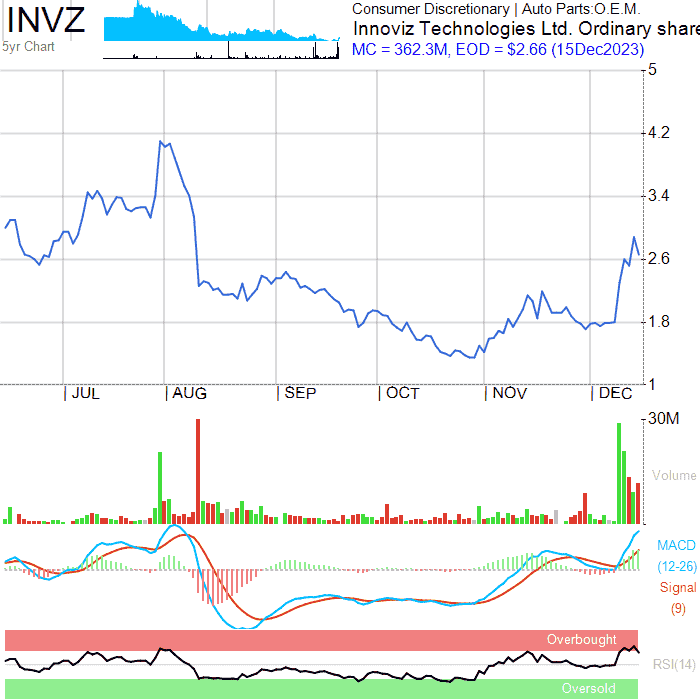 INVZ
5yr Chart
Consumer Discretionary | Auto Parts:O.E.M.
Innoviz Technologies Ltd. Ordinary share
MC = 362.3M, EOD = $2.66 (15Dec2023)
5
4.2
3.4
2.6
1.8
1
JUL AUG SEP OCT NOV DEC
30M
Volume
MACD
(12-26)
Signal
(9)
Overbought
RSI(14)
Oversold